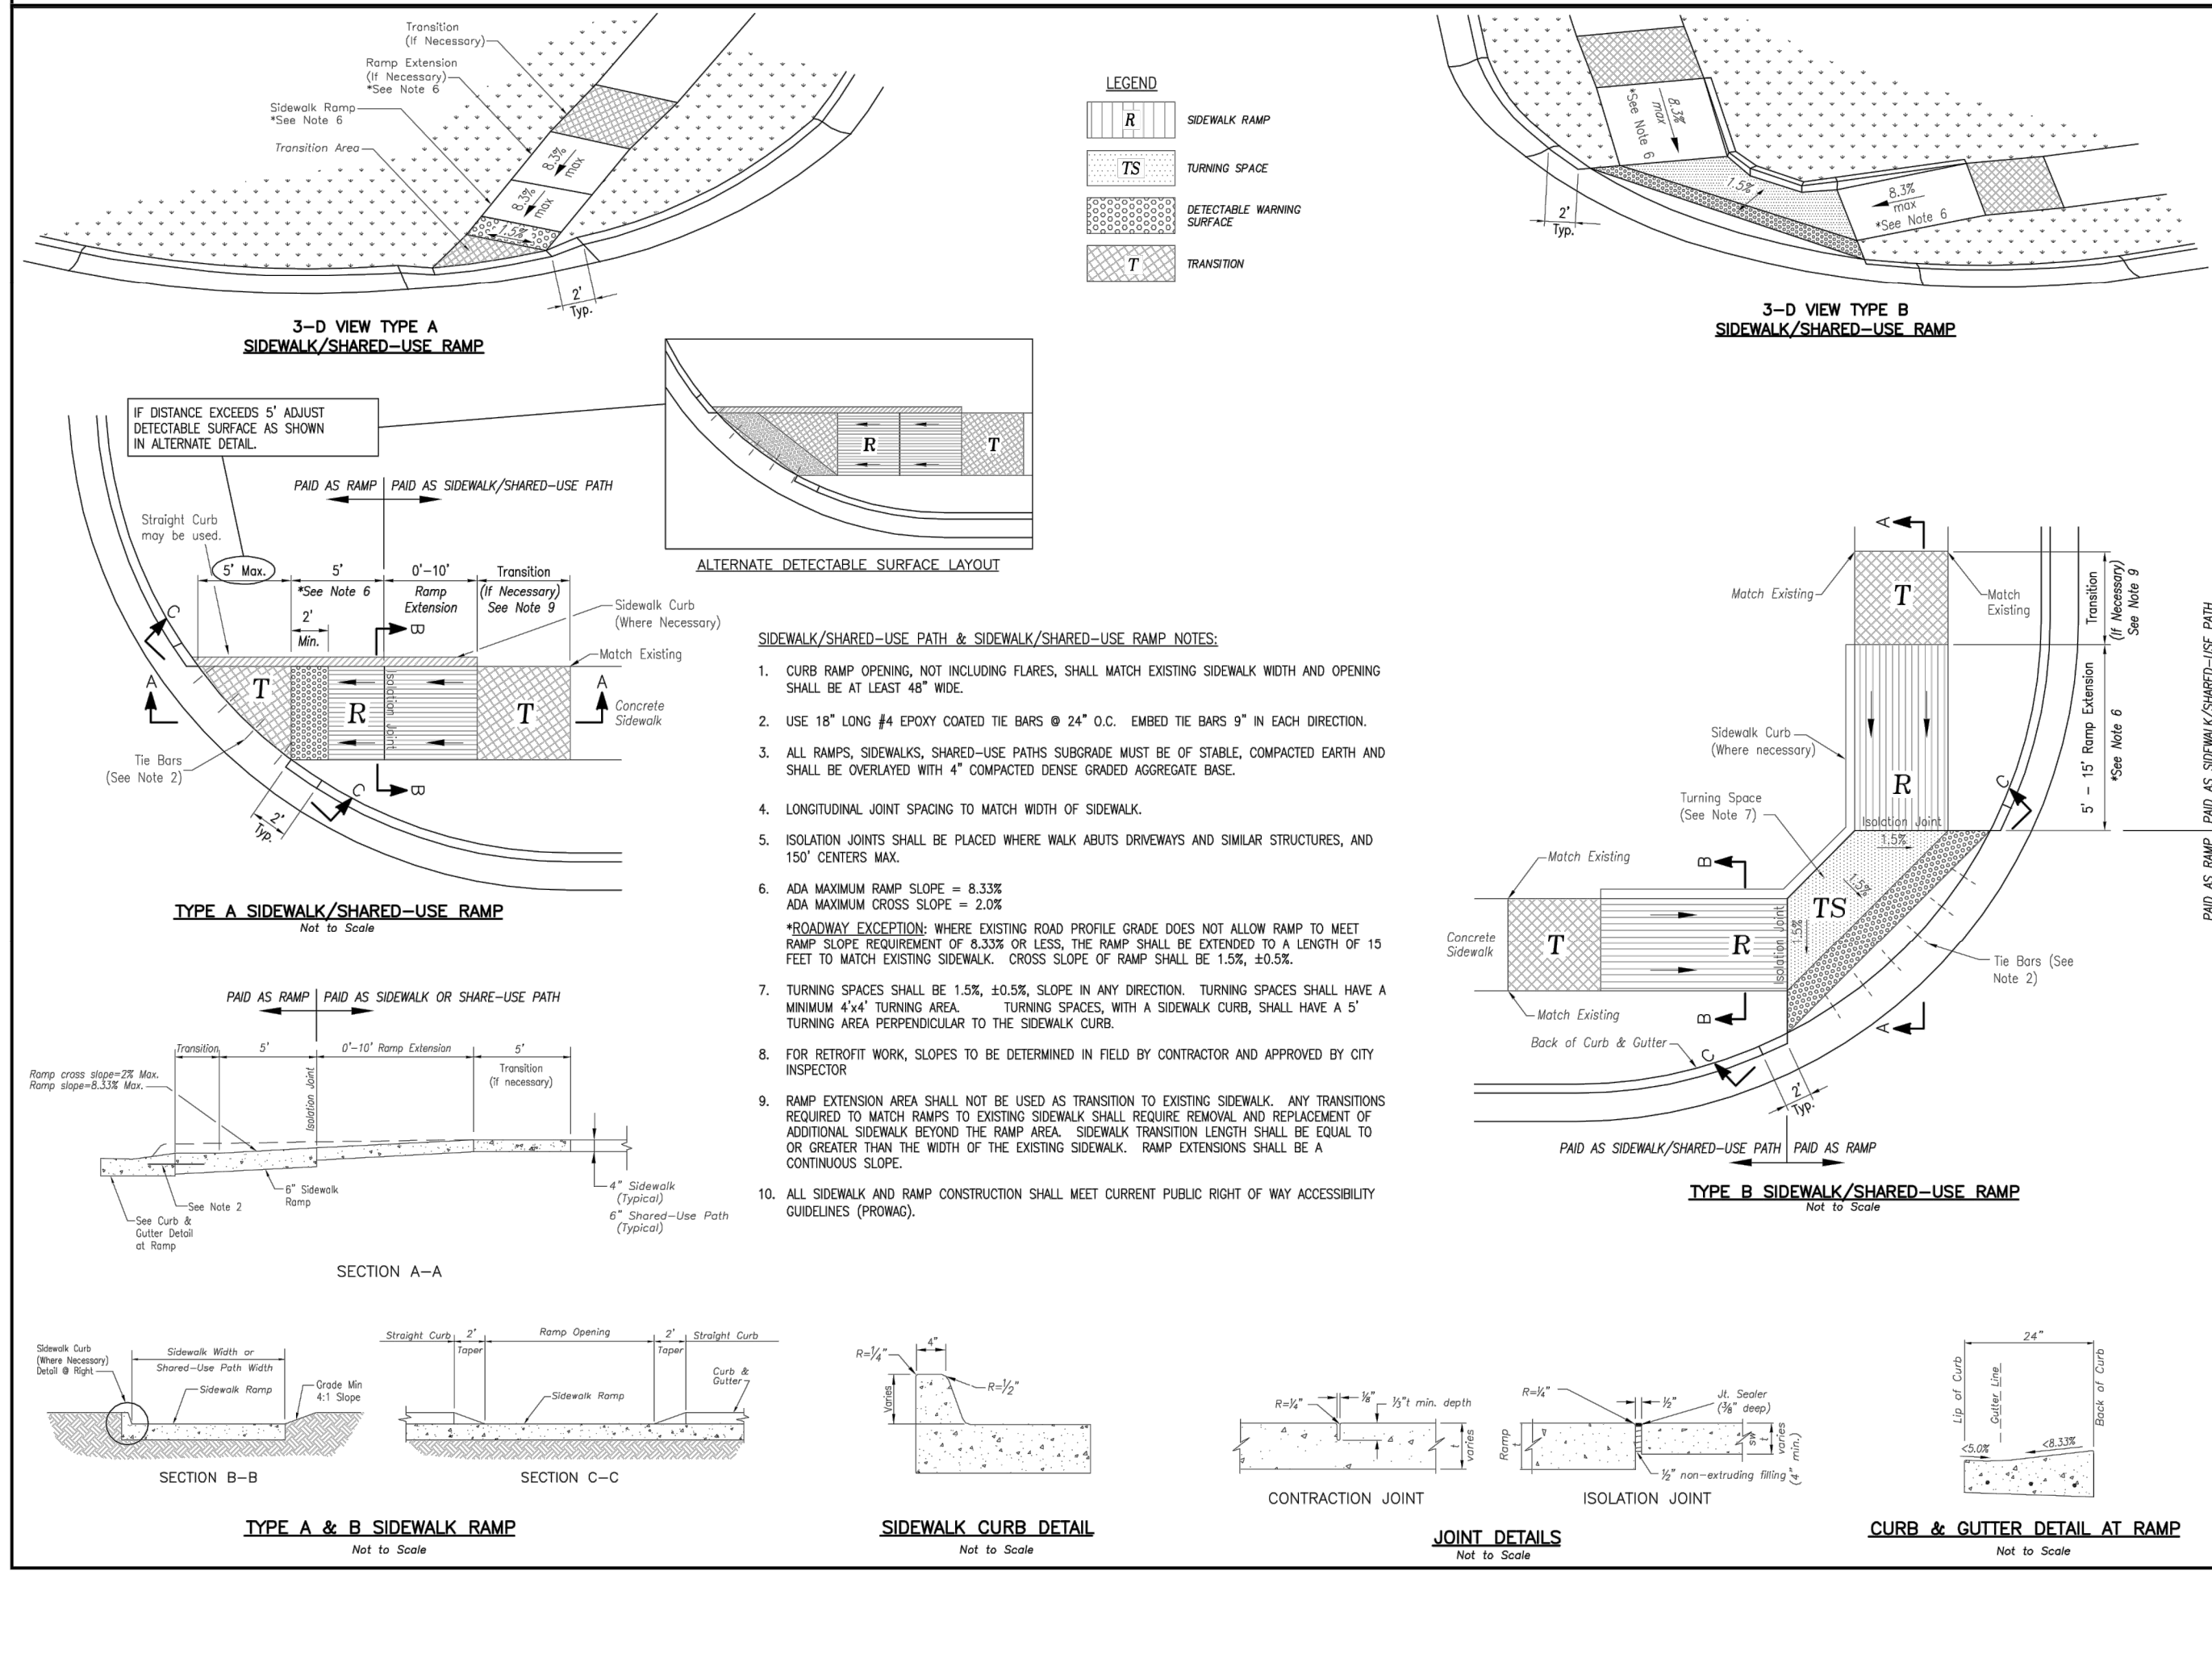 Transition
(If Necessary)
Ramp Extension
(If Necessary)
*See Note 6
Sidewalk Ramp
*See Note 6
Transition Area
8.3%
max
8.3%
max
1.5%
2'
Typ.
3-D VIEW TYPE A
SIDEWALK/SHARED-USE RAMP
LEGEND
R SIDEWALK RAMP
TS TURNING SPACE
DETECTABLE WARNING
SURFACE
T TRANSITION
*See Note 6
8.3%
max
1.5%
8.3%
max
*See Note 6
2'
Typ.
3-D VIEW TYPE B
SIDEWALK/SHARED-USE RAMP
IF DISTANCE EXCEEDS 5' ADJUST
DETECTABLE SURFACE AS SHOWN
IN ALTERNATE DETAIL.
R
T
ALTERNATE DETECTABLE SURFACE LAYOUT
PAID AS RAMP
PAID AS SIDEWALK/SHARED-USE PATH
Straight Curb
may be used.
5' Max.
5'
*See Note 6
2'
Min.
0'-10'
Ramp
Extension
Transition
(If Necessary)
See Note 9
Sidewalk Curb
(Where Necessary)
Match Existing
Concrete
Sidewalk
C
B
A
A
T
R
Isolation Joint
T
Tie Bars
(See Note 2)
B
C
2'
Typ.
TYPE A SIDEWALK/SHARED-USE RAMP
Not to Scale
PAID AS RAMP
PAID AS SIDEWALK OR SHARE-USE PATH
Transition
5'
0'-10' Ramp Extension
5'
Transition
(if necessary)
Ramp cross slope=2% Max.
Ramp slope=8.33% Max.
Isolation Joint
See Note 2
6" Sidewalk
Ramp
See Curb &
Gutter Detail
at Ramp
4" Sidewalk
(Typical)
6" Shared-Use Path
(Typical)
SECTION A-A
SIDEWALK/SHARED-USE PATH & SIDEWALK/SHARED-USE RAMP NOTES:
1. CURB RAMP OPENING, NOT INCLUDING FLARES, SHALL MATCH EXISTING SIDEWALK WIDTH AND OPENING
SHALL BE AT LEAST 48" WIDE.
2. USE 18" LONG #4 EPOXY COATED TIE BARS @ 24" O.C. EMBED TIE BARS 9" IN EACH DIRECTION.
3. ALL RAMPS, SIDEWALKS, SHARED-USE PATHS SUBGRADE MUST BE OF STABLE, COMPACTED EARTH AND
SHALL BE OVERLAYED WITH 4" COMPACTED DENSE GRADED AGGREGATE BASE.
4. LONGITUDINAL JOINT SPACING TO MATCH WIDTH OF SIDEWALK.
5. ISOLATION JOINTS SHALL BE PLACED WHERE WALK ABUTS DRIVEWAYS AND SIMILAR STRUCTURES, AND
150' CENTERS MAX.
6. ADA MAXIMUM RAMP SLOPE = 8.33%
ADA MAXIMUM CROSS SLOPE = 2.0%
*ROADWAY EXCEPTION: WHERE EXISTING ROAD PROFILE GRADE DOES NOT ALLOW RAMP TO MEET
RAMP SLOPE REQUIREMENT OF 8.33% OR LESS, THE RAMP SHALL BE EXTENDED TO A LENGTH OF 15
FEET TO MATCH EXISTING SIDEWALK. CROSS SLOPE OF RAMP SHALL BE 1.5%, ±0.5%.
7. TURNING SPACES SHALL BE 1.5%, ±0.5%, SLOPE IN ANY DIRECTION. TURNING SPACES SHALL HAVE A
MINIMUM 4'x4' TURNING AREA. TURNING SPACES, WITH A SIDEWALK CURB, SHALL HAVE A 5'
TURNING AREA PERPENDICULAR TO THE SIDEWALK CURB.
8. FOR RETROFIT WORK, SLOPES TO BE DETERMINED IN FIELD BY CONTRACTOR AND APPROVED BY CITY
INSPECTOR
9. RAMP EXTENSION AREA SHALL NOT BE USED AS TRANSITION TO EXISTING SIDEWALK. ANY TRANSITIONS
REQUIRED TO MATCH RAMPS TO EXISTING SIDEWALK SHALL REQUIRE REMOVAL AND REPLACEMENT OF
ADDITIONAL SIDEWALK BEYOND THE RAMP AREA. SIDEWALK TRANSITION LENGTH SHALL BE EQUAL TO
OR GREATER THAN THE WIDTH OF THE EXISTING SIDEWALK. RAMP EXTENSIONS SHALL BE A
CONTINUOUS SLOPE.
10. ALL SIDEWALK AND RAMP CONSTRUCTION SHALL MEET CURRENT PUBLIC RIGHT OF WAY ACCESSIBILITY
GUIDELINES (PROWAG).
A
Match Existing
T
Match
Existing
Transition
(If Necessary)
See Note 9
5' - 15' Ramp Extension
*See Note 6
PAID AS SIDEWALK/SHARED-USE PATH
PAID AS RAMP
Sidewalk Curb
(Where necessary)
R
Turning Space
(See Note 7)
Isolation Joint
1.5%
C
Match Existing
B
1.5%
TS
1.5%
Isolation Joint
Concrete
Sidewalk
T
R
Tie Bars (See
Note 2)
Match Existing
B
A
Back of Curb & Gutter
C
2'
Typ.
PAID AS SIDEWALK/SHARED-USE PATH
PAID AS RAMP
TYPE B SIDEWALK/SHARED-USE RAMP
Not to Scale
Sidewalk Curb
(Where Necessary)
Detail @ Right
Sidewalk Width or
Shared-Use Path Width
Sidewalk Ramp
Grade Min
4:1 Slope
SECTION B-B
Straight Curb
2'
Taper
Ramp Opening
2'
Taper
Straight Curb
Curb &
Gutter
Sidewalk Ramp
SECTION C-C
TYPE A & B SIDEWALK RAMP
Not to Scale
4"
R=¼"
R=½"
Varies
SIDEWALK CURB DETAIL
Not to Scale
R=¼"
⅛"
⅓t min. depth
t
varies
CONTRACTION JOINT
R=¼"
½"
Jt. Sealer
(⅜" deep)
Ramp
t
sw
t
varies
(4" min.)
½" non-extruding filling
ISOLATION JOINT
JOINT DETAILS
Not to Scale
24"
Lip of Curb
Gutter Line
Back of Curb
<5.0%
<8.33%
CURB & GUTTER DETAIL AT RAMP
Not to Scale